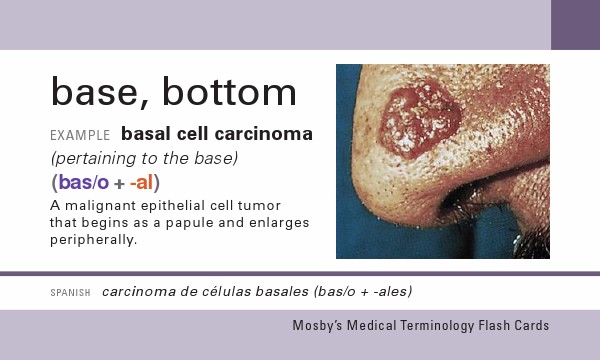 base, bottom
EXAMPLE basal cell carcinoma
(pertaining to the base)
(bas/o + -al)
A malignant epithelial cell tumor
that begins as a papule and enlarges
peripherally.
SPANISH carcinoma de células basales (bas/o + -ales)
Mosby's Medical Terminology Flash Cards